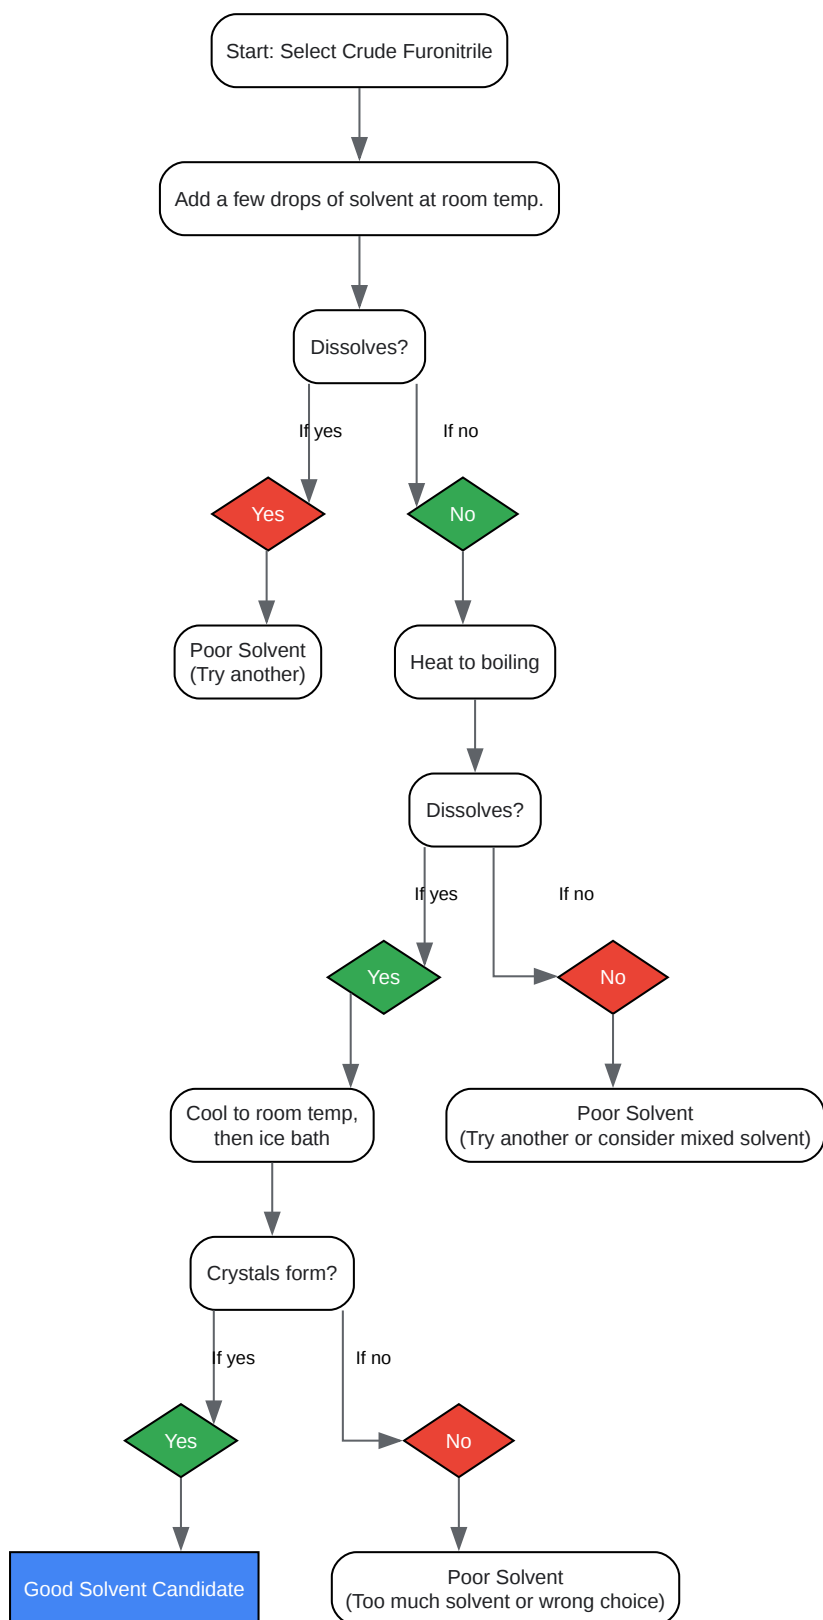 Start: Select Crude Furonitrile
Add a few drops of solvent at room temp.
Dissolves?
If yes
If no
Yes
No
Poor Solvent
(Try another)
Heat to boiling
Dissolves?
If yes
If no
Yes
No
Cool to room temp,
then ice bath
Poor Solvent
(Try another or consider mixed solvent)
Crystals form?
If yes
If no
Yes
No
Good Solvent Candidate
Poor Solvent
(Too much solvent or wrong choice)